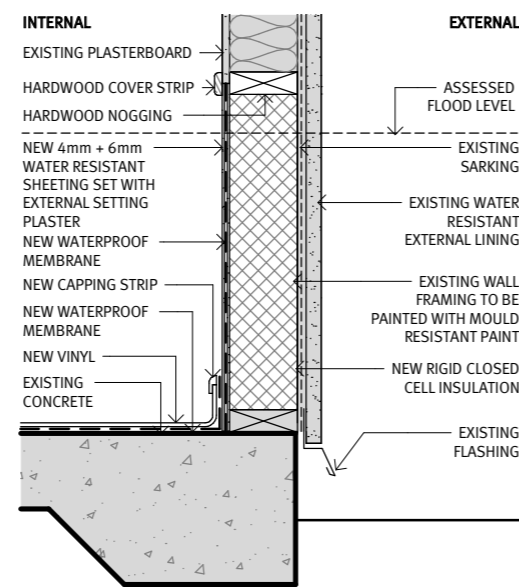 INTERNAL
EXISTING PLASTERBOARD
HARDWOOD COVER STRIP
HARDWOOD NOGGING
NEW 4mm + 6mm
WATER RESISTANT
SHEETING SET WITH
EXTERNAL SETTING
PLASTER
NEW WATERPROOF
MEMBRANE
NEW CAPPING STRIP
NEW WATERPROOF
MEMBRANE
NEW VINYL
EXISTING
CONCRETE
EXTERNAL
ASSESSED
FLOOD LEVEL
EXISTING
SARKING
EXISTING WATER
RESISTANT
EXTERNAL LINING
EXISTING WALL
FRAMING TO BE
PAINTED WITH MOULD
RESISTANT PAINT
NEW RIGID CLOSED
CELL INSULATION
EXISTING
FLASHING